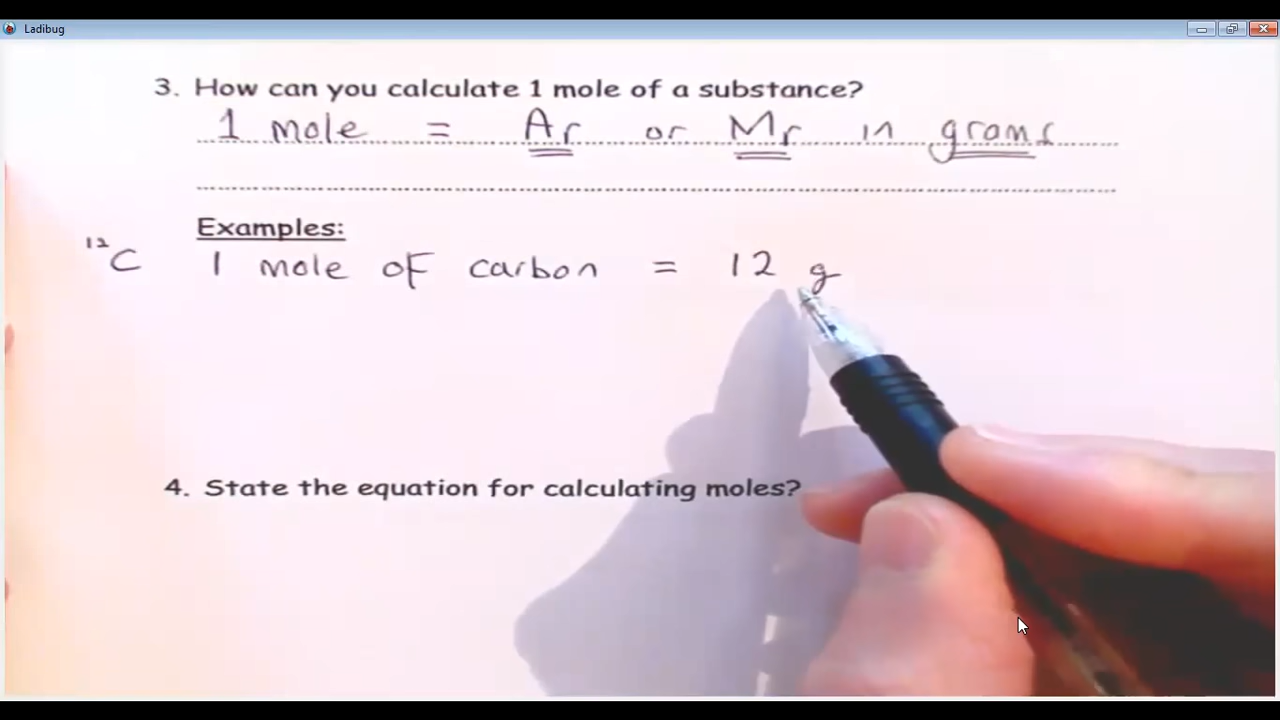 Ladibug
3. How can you calculate 1 mole of a substance?
1 mole = Ar or Mr in grams
Examples:
¹²C 1 mole of carbon = 12 g
4. State the equation for calculating moles?